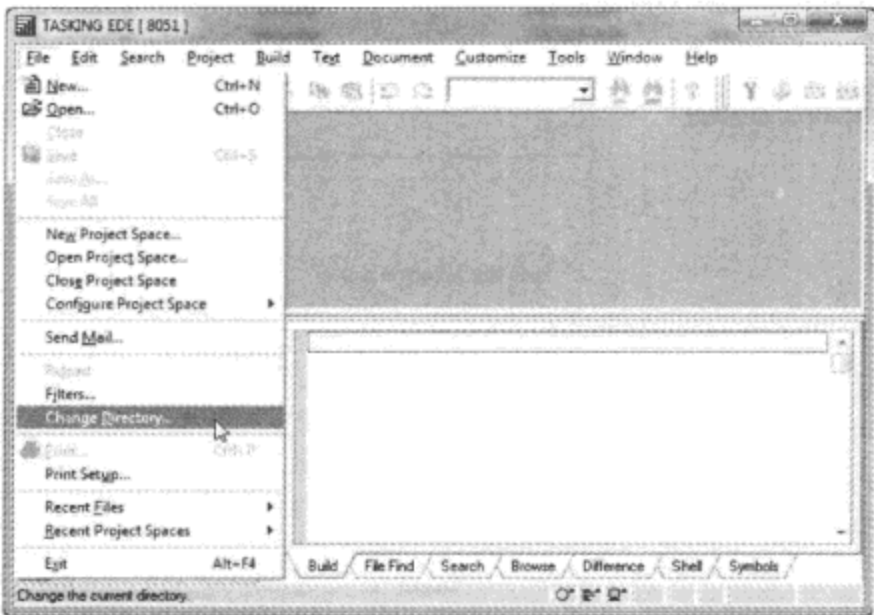 TASKING EDE [ 8051 ]
File Edit Search Project Build Text Document Customize Tools Window Help
New... Ctrl+N
Open... Ctrl+O
Close
Save Ctrl+S
Save As...
Save All
New Project Space...
Open Project Space...
Close Project Space
Configure Project Space
Send Mail...
Reload
Filters...
Change Directory...
Print... Ctrl+P
Print Setup...
Recent Files
Recent Project Spaces
Exit Alt+F4
Build File Find Search Browse Difference Shell Symbols
Change the current directory.